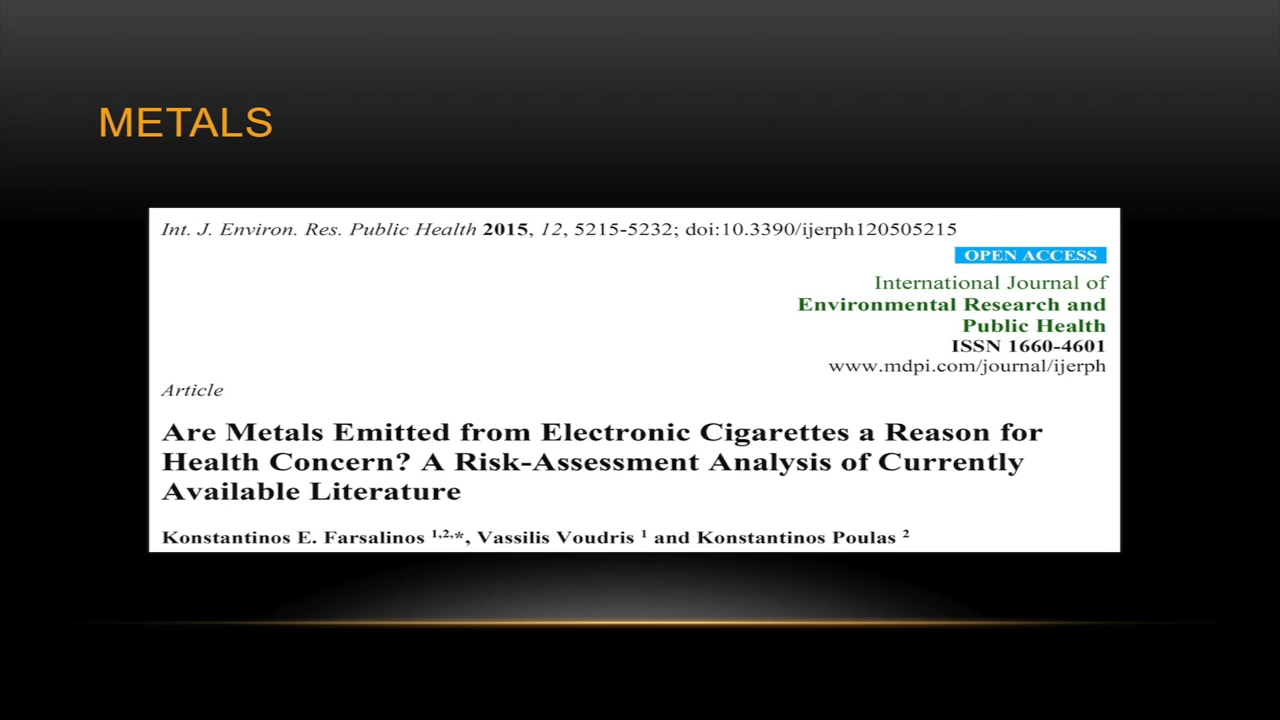 METALS
Int. J. Environ. Res. Public Health 2015, 12, 5215-5232; doi:10.3390/ijerph120505215
OPEN ACCESS
International Journal of
Environmental Research and
Public Health
ISSN 1660-4601
www.mdpi.com/journal/ijerph
Article
Are Metals Emitted from Electronic Cigarettes a Reason for
Health Concern? A Risk-Assessment Analysis of Currently
Available Literature
Konstantinos E. Farsalinos 1,2,*, Vassilis Voudris 1 and Konstantinos Poulas 2